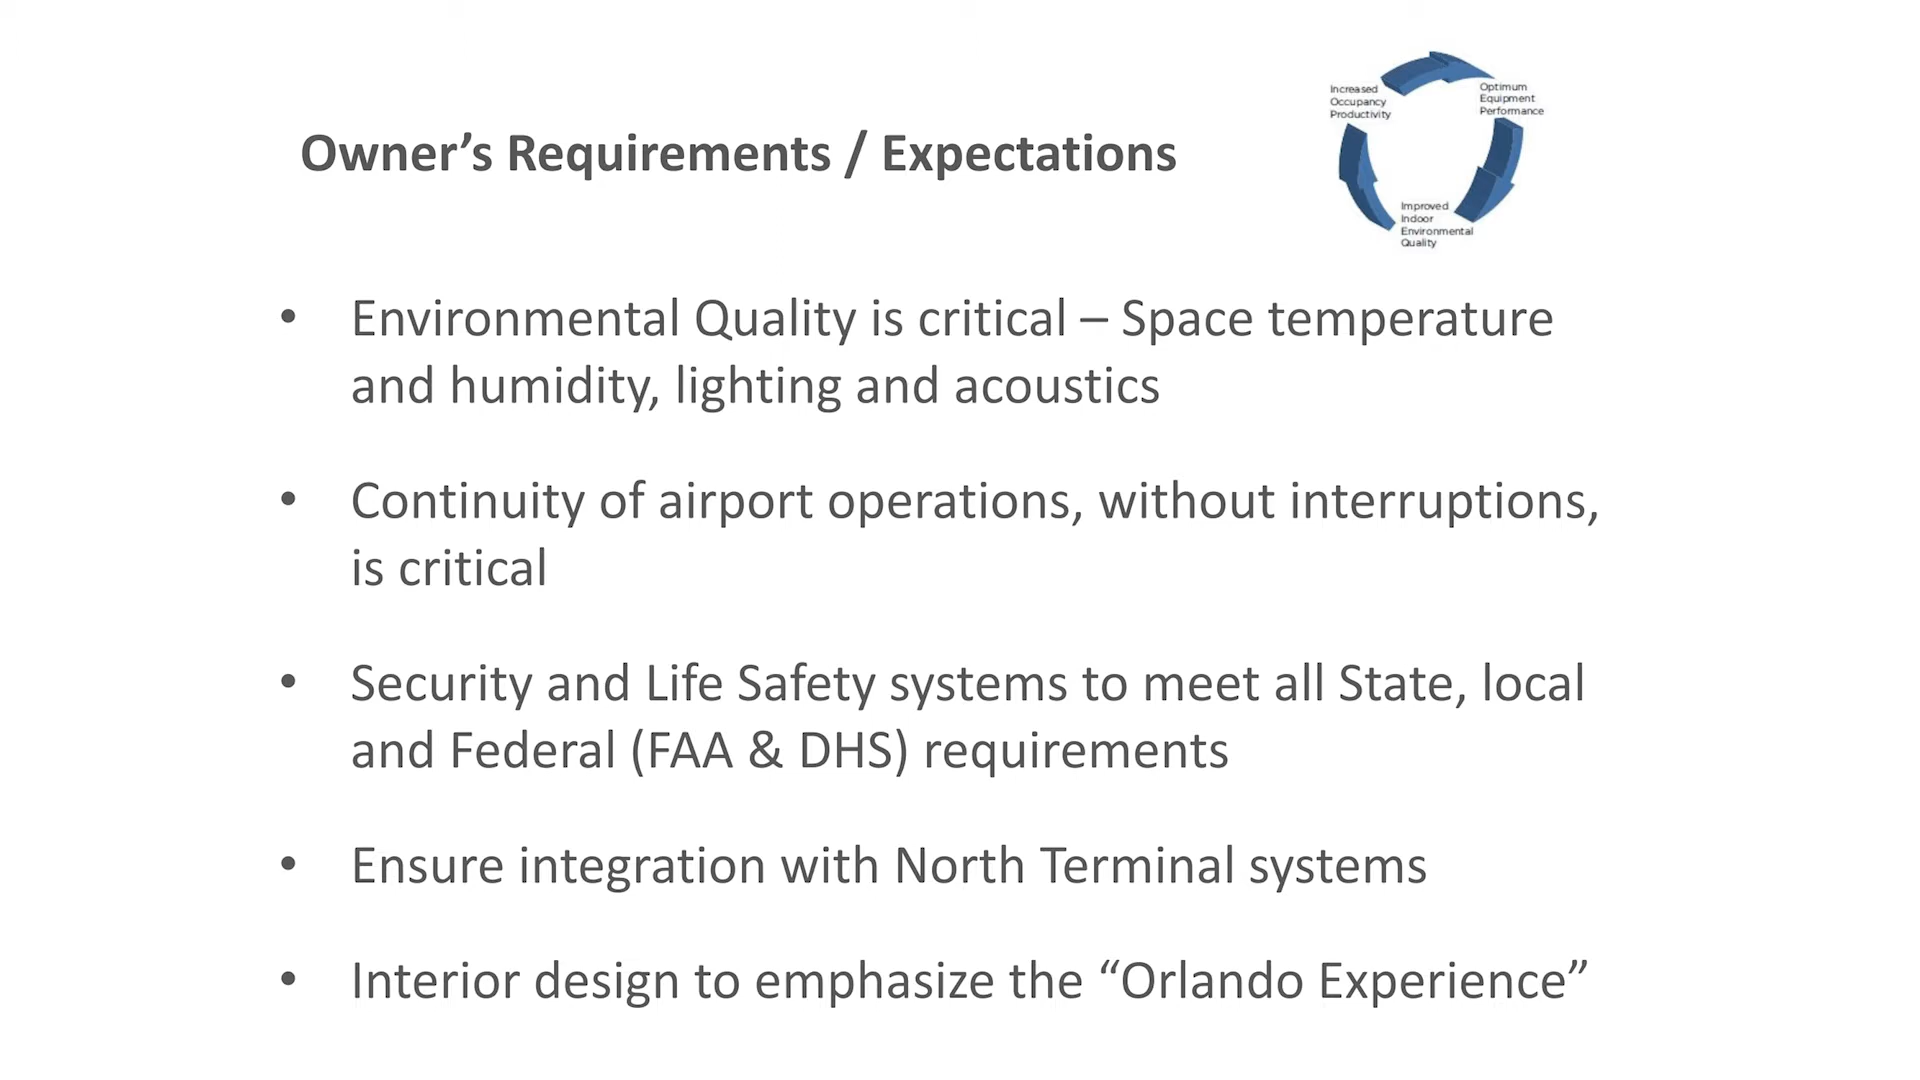 Owner’s Requirements / Expectations
Increased
Occupancy
Productivity
Optimum
Equipment
Performance
Improved
Indoor
Environmental
Quality
• Environmental Quality is critical – Space temperature
and humidity, lighting and acoustics
• Continuity of airport operations, without interruptions,
is critical
• Security and Life Safety systems to meet all State, local
and Federal (FAA & DHS) requirements
• Ensure integration with North Terminal systems
• Interior design to emphasize the “Orlando Experience”